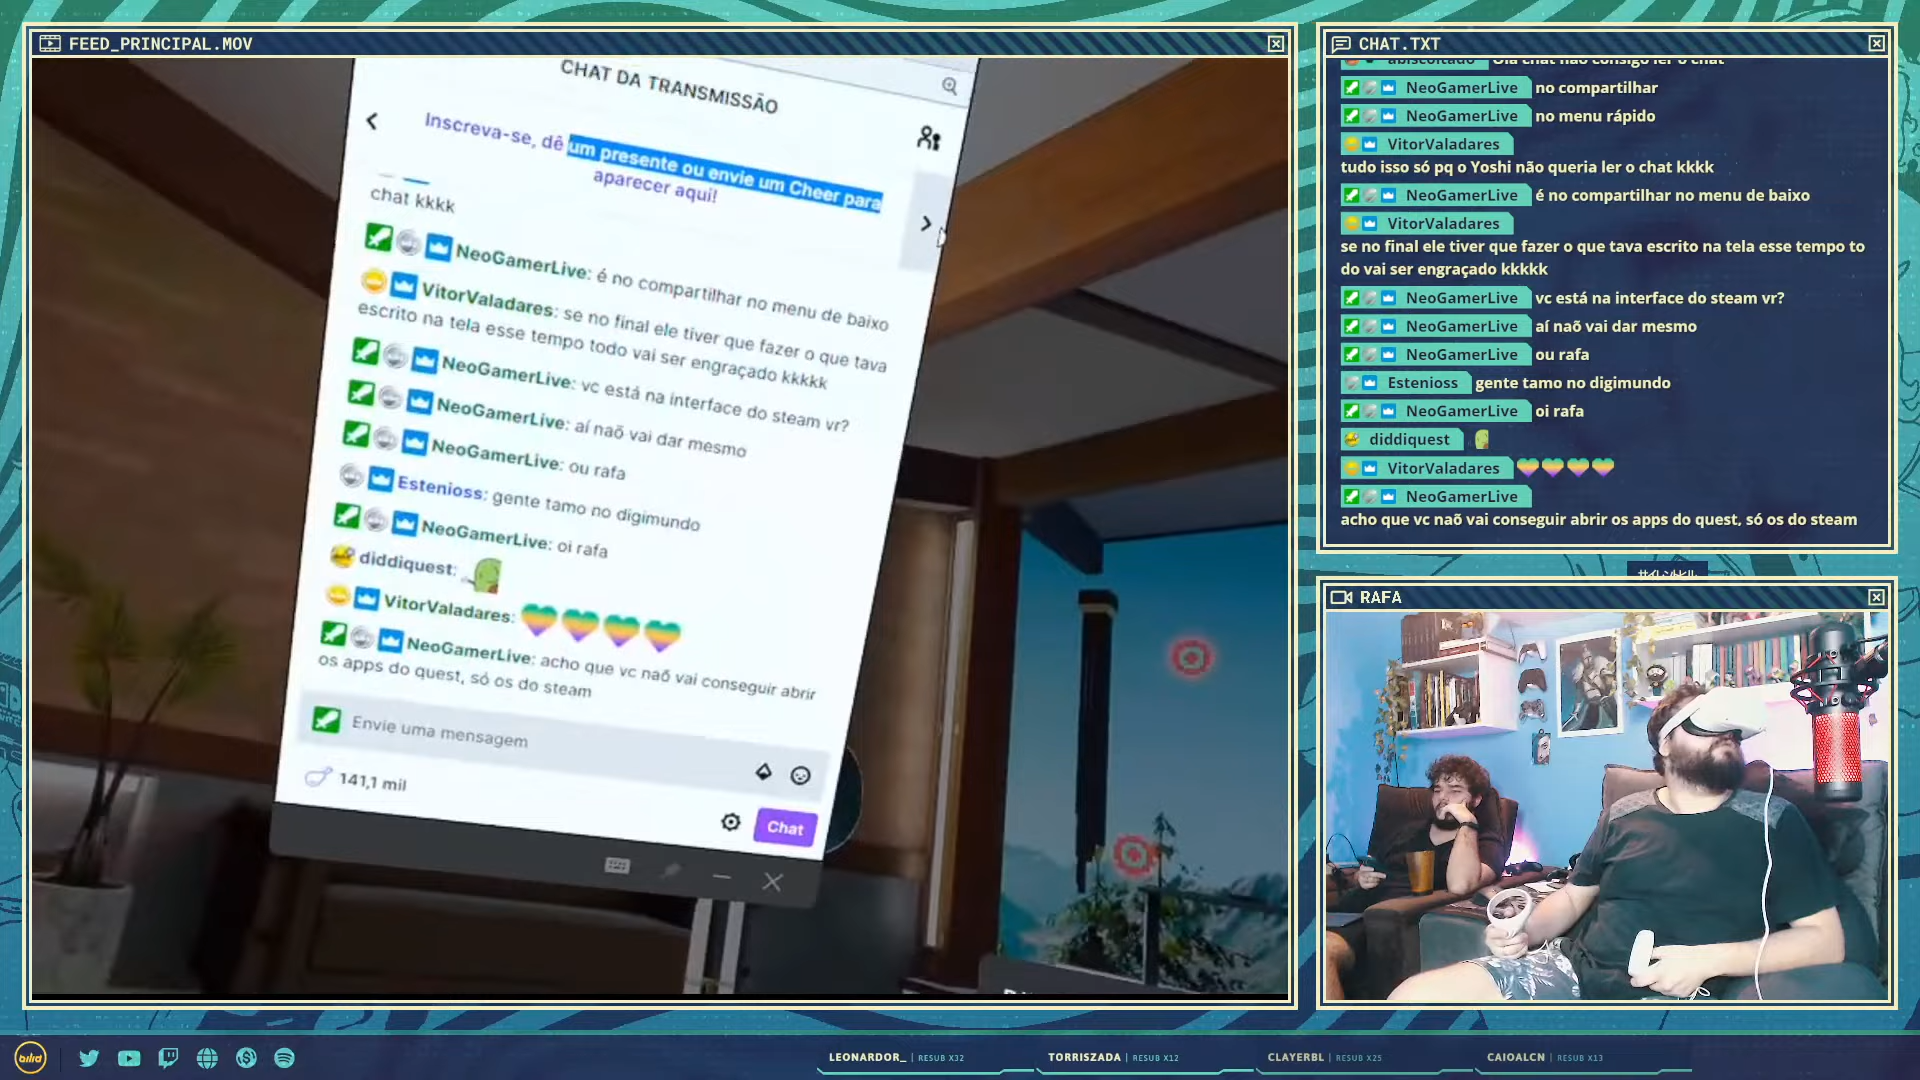 FEED_PRINCIPAL.MOV
CHAT DA TRANSMISSÃO
Inscreva-se, dê um presente ou envie um Cheer para
aparecer aqui!
chat kkkk
NeoGamerLive: é no compartilhar no menu de baixo
VitorValadares: se no final ele tiver que fazer o que tava
escrito na tela esse tempo todo vai ser engraçado kkkkk
NeoGamerLive: vc está na interface do steam vr?
NeoGamerLive: aí naõ vai dar mesmo
NeoGamerLive: ou rafa
Estenioss: gente tamo no digimundo
NeoGamerLive: oi rafa
diddiquest:
VitorValadares:
NeoGamerLive: acho que vc naõ vai conseguir abrir
os apps do quest, só os do steam
Envie uma mensagem
141,1 mil
Chat
CHAT.TXT
abiscoitado Olá chat não consigo ler o chat
NeoGamerLive no compartilhar
NeoGamerLive no menu rápido
VitorValadares
tudo isso só pq o Yoshi não queria ler o chat kkkk
NeoGamerLive é no compartilhar no menu de baixo
VitorValadares
se no final ele tiver que fazer o que tava escrito na tela esse tempo to
do vai ser engraçado kkkkk
NeoGamerLive vc está na interface do steam vr?
NeoGamerLive aí naõ vai dar mesmo
NeoGamerLive ou rafa
Estenioss gente tamo no digimundo
NeoGamerLive oi rafa
diddiquest
VitorValadares
NeoGamerLive
acho que vc naõ vai conseguir abrir os apps do quest, só os do steam
RAFA
LEONARDOR_ | RESUB X32
TORRISZADA | RESUB X12
CLAYERBL | RESUB X25
CAIOALCN | RESUB X13